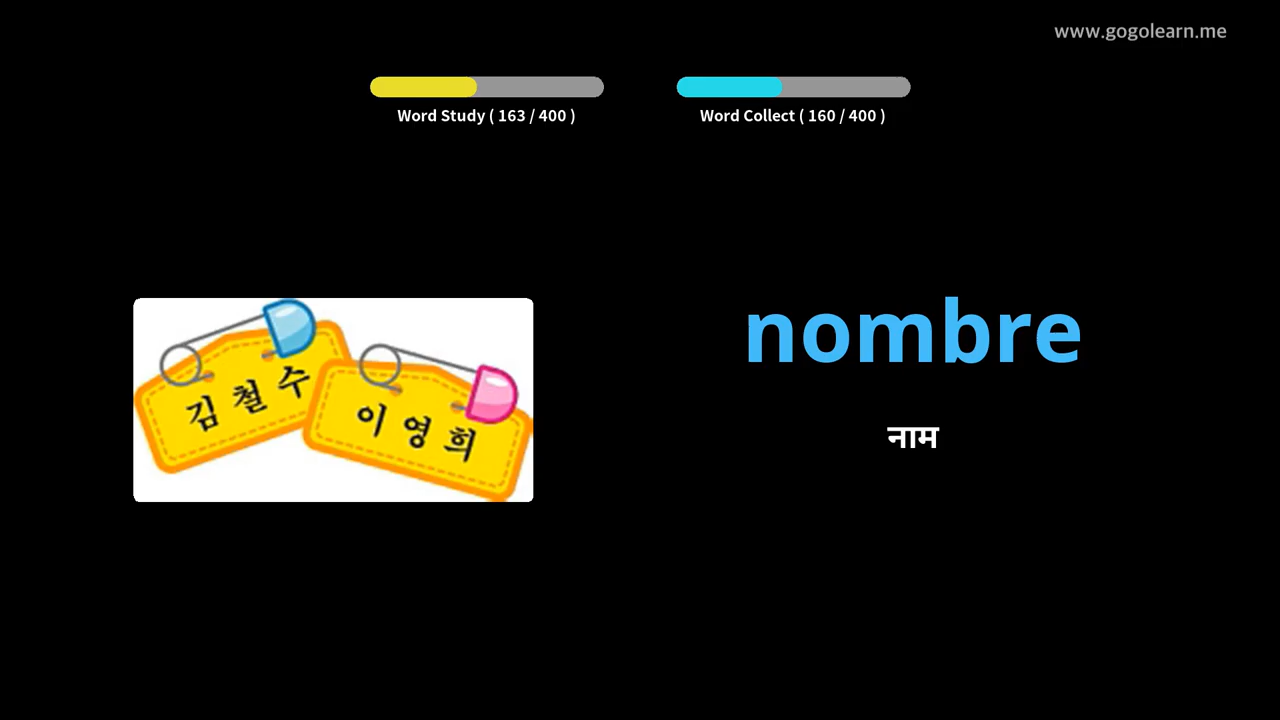 www.gogolearn.me
Word Study ( 163 / 400 )
Word Collect ( 160 / 400 )
김철수
이영희
nombre
नाम